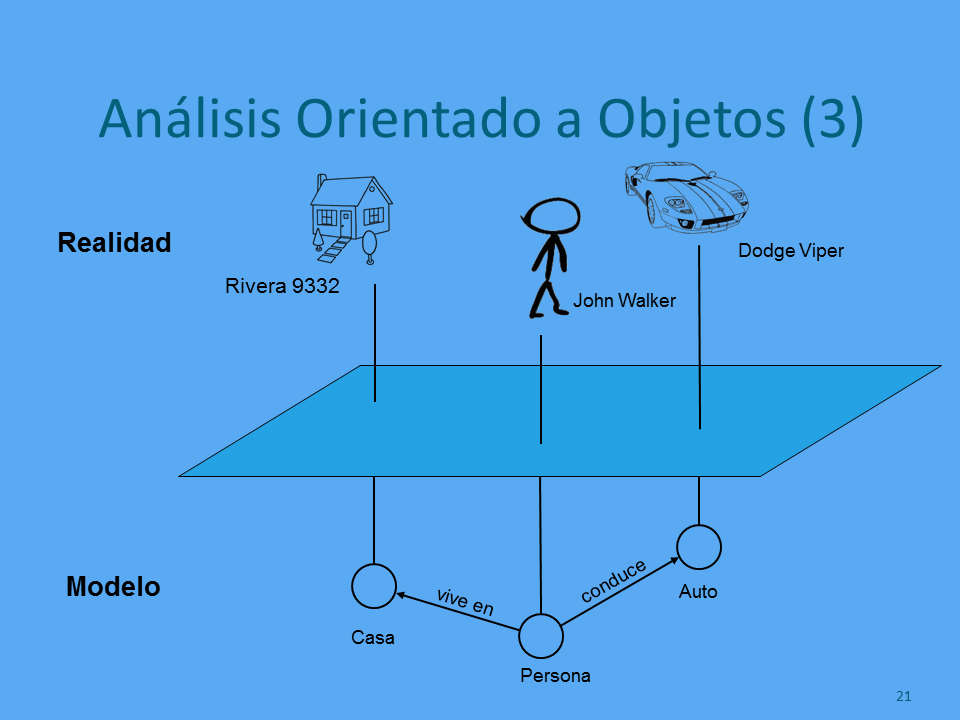 Análisis Orientado a Objetos (3)
Realidad
Rivera 9332
John Walker
Dodge Viper
Modelo
Casa
vive en
Persona
conduce
Auto
21